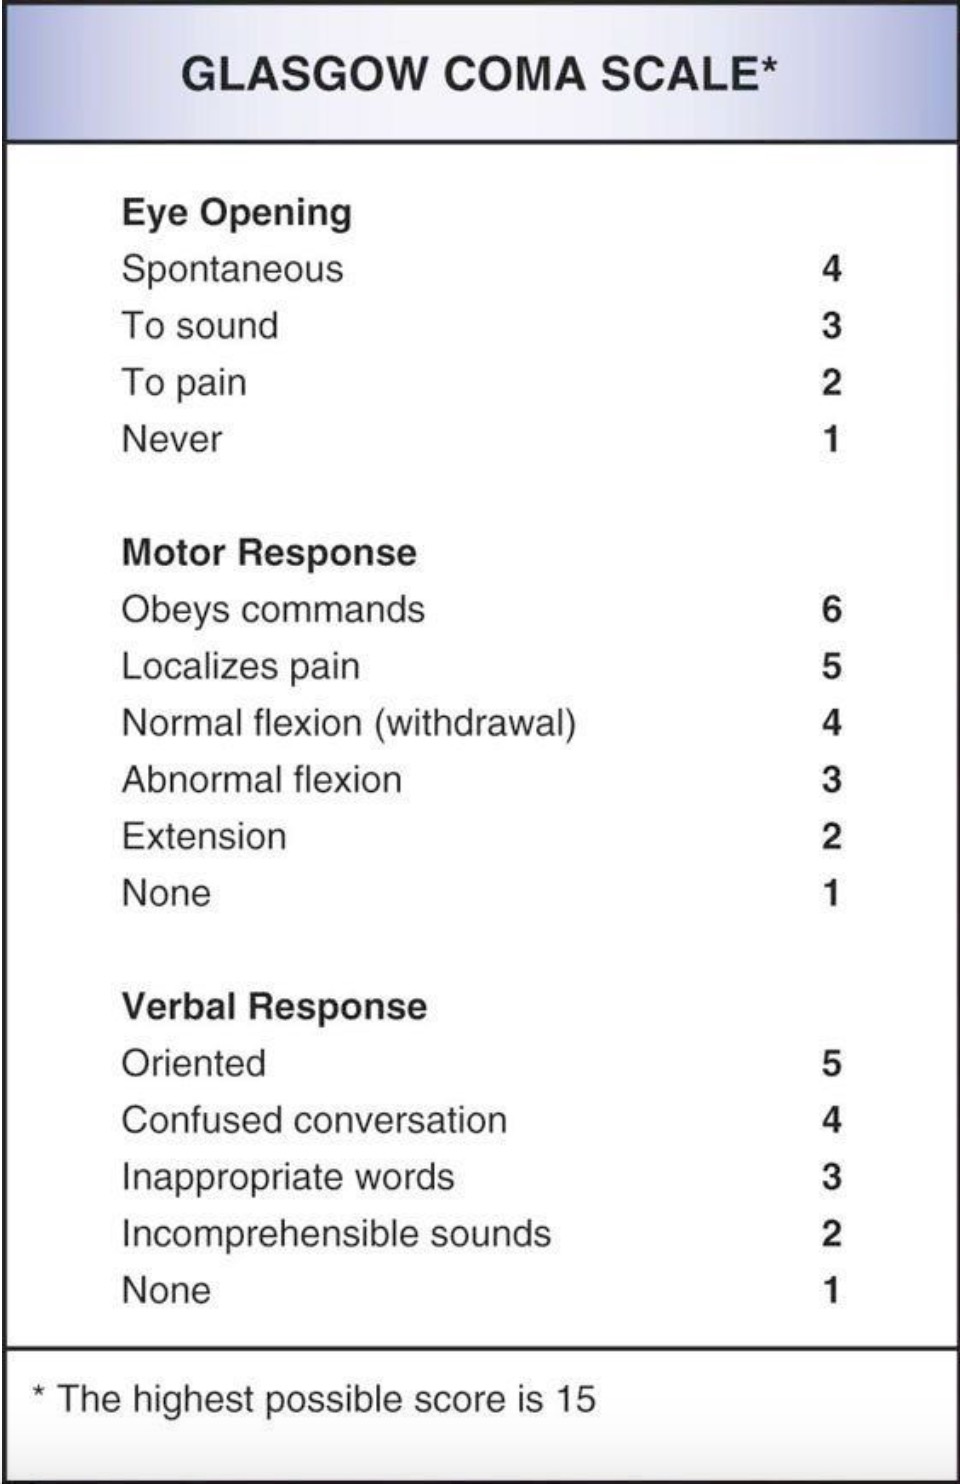 GLASGOW COMA SCALE*
Eye Opening
Spontaneous 4
To sound 3
To pain 2
Never 1
Motor Response
Obeys commands 6
Localizes pain 5
Normal flexion (withdrawal) 4
Abnormal flexion 3
Extension 2
None 1
Verbal Response
Oriented 5
Confused conversation 4
Inappropriate words 3
Incomprehensible sounds 2
None 1
* The highest possible score is 15